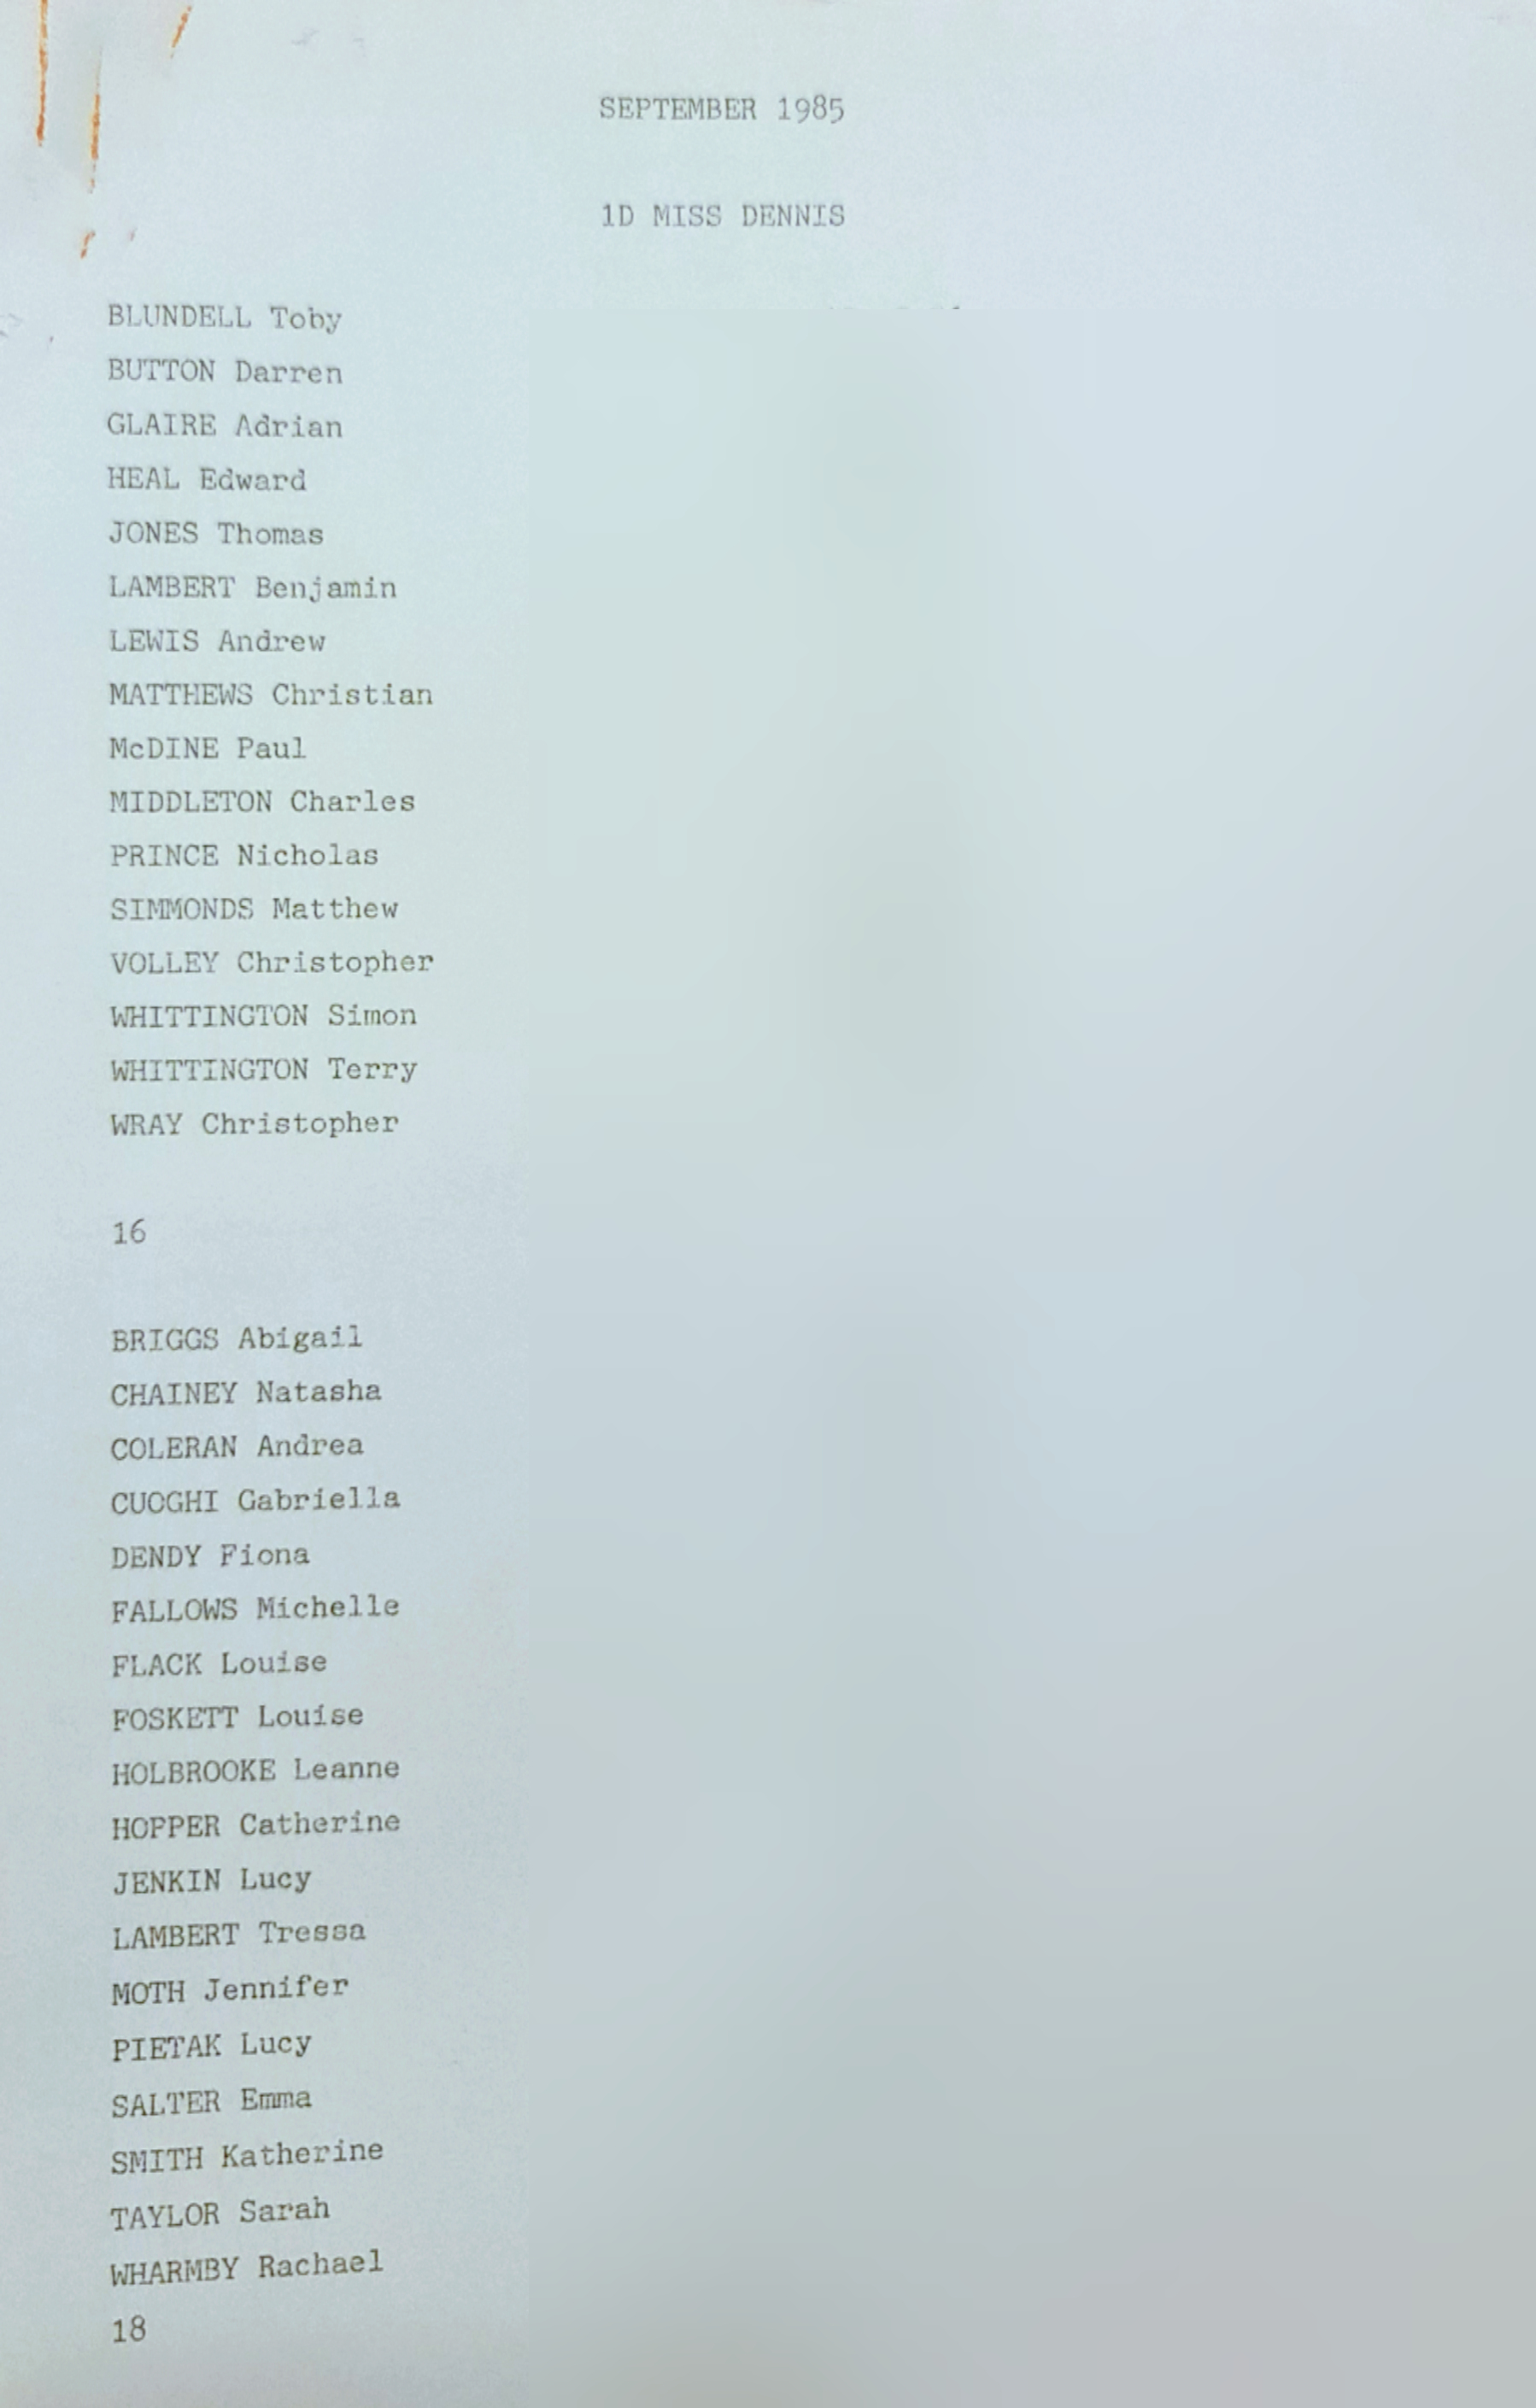 SEPTEMBER 1985
1D MISS DENNIS
BLUNDELL Toby
BUTTON Darren
GLAIRE Adrian
HEAL Edward
JONES Thomas
LAMBERT Benjamin
LEWIS Andrew
MATTHEWS Christian
McDINE Paul
MIDDLETON Charles
PRINCE Nicholas
SIMMONDS Matthew
VOLLEY Christopher
WHITTINGTON Simon
WHITTINGTON Terry
WRAY Christopher
16
BRIGGS Abigail
CHAINEY Natasha
COLERAN Andrea
CUOGHI Gabriella
DENDY Fiona
FALLOWS Michelle
FLACK Louise
FOSKETT Louise
HOLBROOKE Leanne
HOPPER Catherine
JENKIN Lucy
LAMBERT Tressa
MOTH Jennifer
PIETAK Lucy
SALTER Emma
SMITH Katherine
TAYLOR Sarah
WHARMBY Rachael
18